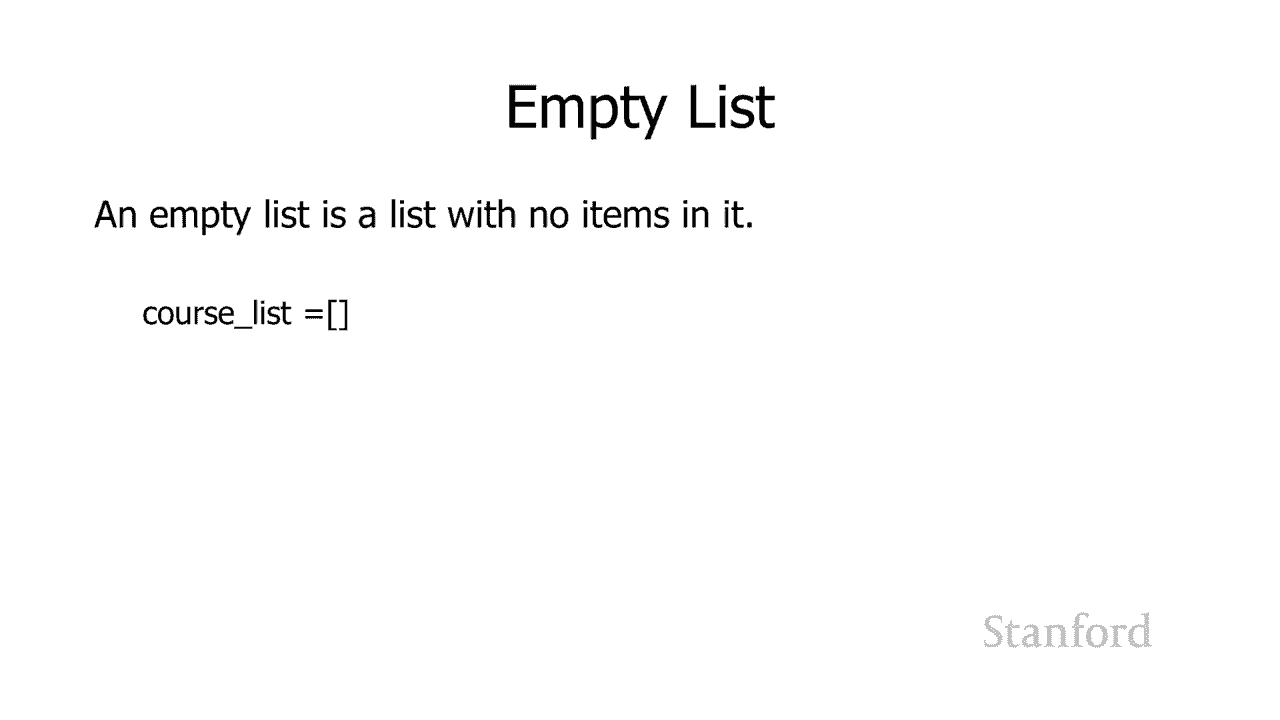 Empty List
An empty list is a list with no items in it.
course_list =[]
Stanford